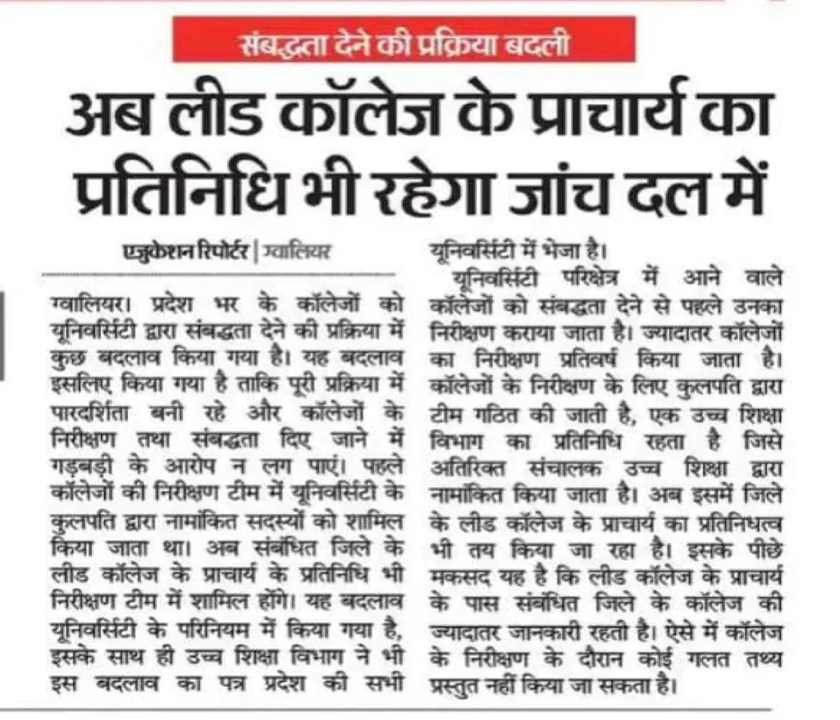 संबद्धता देने की प्रक्रिया बदली
अब लीड कॉलेज के प्राचार्य का
प्रतिनिधि भी रहेगा जांच दल में
एजुकेशन रिपोर्टर | ग्वालियर
ग्वालियर। प्रदेश भर के कॉलेजों को
यूनिवर्सिटी द्वारा संबद्धता देने की प्रक्रिया में
कुछ बदलाव किया गया है। यह बदलाव
इसलिए किया गया है ताकि पूरी प्रक्रिया में
पारदर्शिता बनी रहे और कॉलेजों के
निरीक्षण तथा संबद्धता दिए जाने में
गड़बड़ी के आरोप न लग पाएं। पहले
कॉलेजों की निरीक्षण टीम में यूनिवर्सिटी के
कुलपति द्वारा नामांकित सदस्यों को शामिल
किया जाता था। अब संबंधित जिले के
लीड कॉलेज के प्राचार्य के प्रतिनिधि भी
निरीक्षण टीम में शामिल होंगे। यह बदलाव
यूनिवर्सिटी के परिनियम में किया गया है,
इसके साथ ही उच्च शिक्षा विभाग ने भी
इस बदलाव का पत्र प्रदेश की सभी
यूनिवर्सिटी में भेजा है।
यूनिवर्सिटी परिक्षेत्र में आने वाले
कॉलेजों को संबद्धता देने से पहले उनका
निरीक्षण कराया जाता है। ज्यादातर कॉलेजों
का निरीक्षण प्रतिवर्ष किया जाता है।
कॉलेजों के निरीक्षण के लिए कुलपति द्वारा
टीम गठित की जाती है, एक उच्च शिक्षा
विभाग का प्रतिनिधि रहता है जिसे
अतिरिक्त संचालक उच्च शिक्षा द्वारा
नामांकित किया जाता है। अब इसमें जिले
के लीड कॉलेज के प्राचार्य का प्रतिनिधत्व
भी तय किया जा रहा है। इसके पीछे
मकसद यह है कि लीड कॉलेज के प्राचार्य
के पास संबंधित जिले के कॉलेज की
ज्यादातर जानकारी रहती है। ऐसे में कॉलेज
के निरीक्षण के दौरान कोई गलत तथ्य
प्रस्तुत नहीं किया जा सकता है।